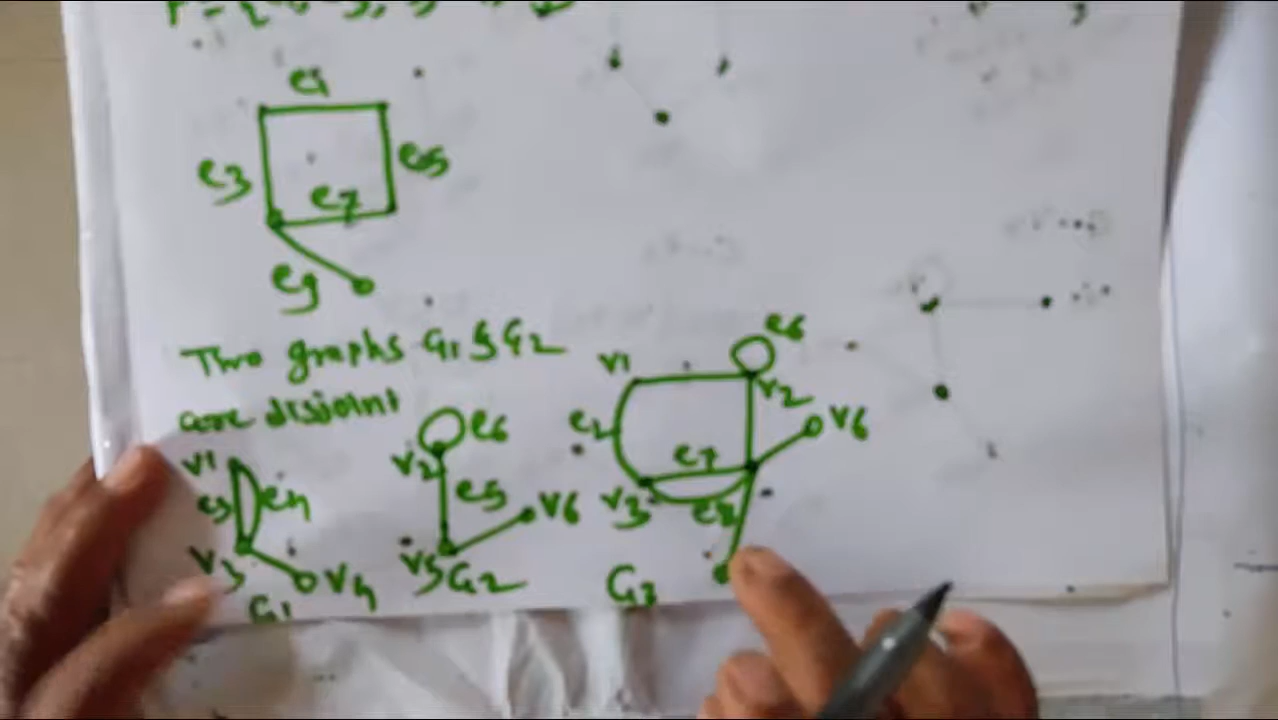 e1
e3
e5
e7
e9
Two graphs G1 & G2
are disjoint
e6
v1
v2
e2
v6
e7
v3
e8
G3
e6
v2
e5
v6
v5
G2
v1
e3
e4
v3
v4
G1